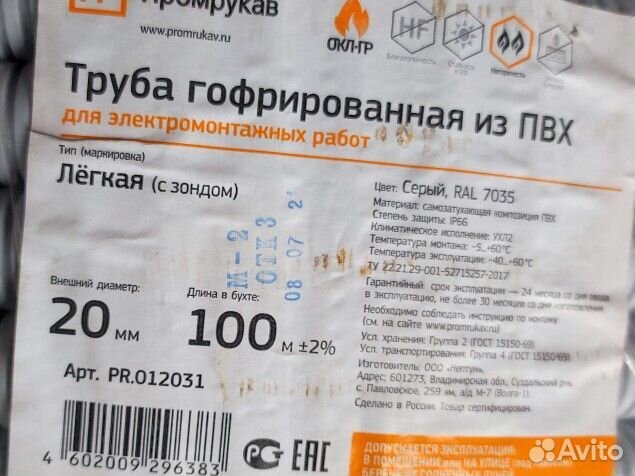 Промрукав
www.promrukav.ru
ОКЛ-ГР
HF
Труба гофрированная из ПВХ
для электромонтажных работ
Тип (маркировка)
Лёгкая (с зондом)
Внешний диаметр:
20 мм
Длина в бухте:
100 м ±2%
Арт. PR.012031
М-2
ОТК 3
08 07 2
Цвет: Серый, RAL 7035
Материал: самозатухающая композиция ПВХ
Степень защиты: IP66
Климатическое исполнение: УХЛ2
Температура монтажа: -5...+60°С
Температура эксплуатации: -40...+60°С
ТУ 22.21.29-001-52715257-2017
Гарантийный срок эксплуатации — 24 месяца со дня ввода
в эксплуатацию, не более 30 месяцев со дня изготовления
Необходимо соблюдать инструкцию по монтажу
(см. на сайте www.promrukav.ru)
Усл. хранения: Группа 2 (ГОСТ 15150-69)
Усл. транспортирования: Группа 4 (ГОСТ 15150-69)
Изготовитель: ООО «Нептун»
Адрес: 601273, Владимирская обл., Суздальский р-н,
с. Павловское, 259 км, а/д М-7 (Волга-1)
Сделано в России. Товар сертифицирован.
4 602009 296383
РСТ ЕАС
ДОПУСКАЕТСЯ ЭКСПЛУАТАЦИЯ:
В ПОМЕЩЕНИИ НА УЛИЦЕ
Avito